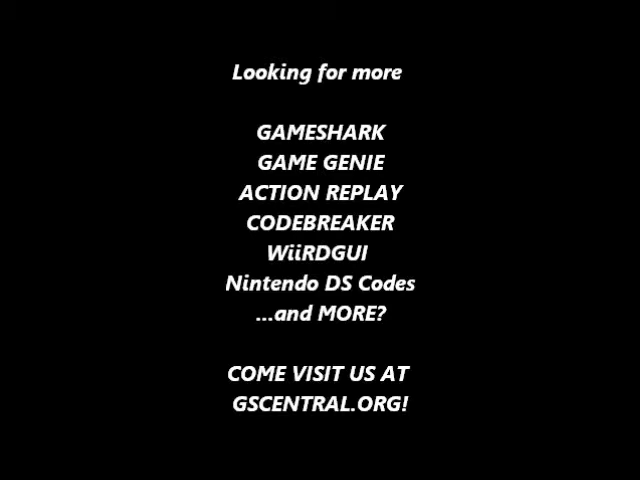 Looking for more
GAMESHARK
GAME GENIE
ACTION REPLAY
CODEBREAKER
WiiRDGUI
Nintendo DS Codes
...and MORE?
COME VISIT US AT
GSCENTRAL.ORG!